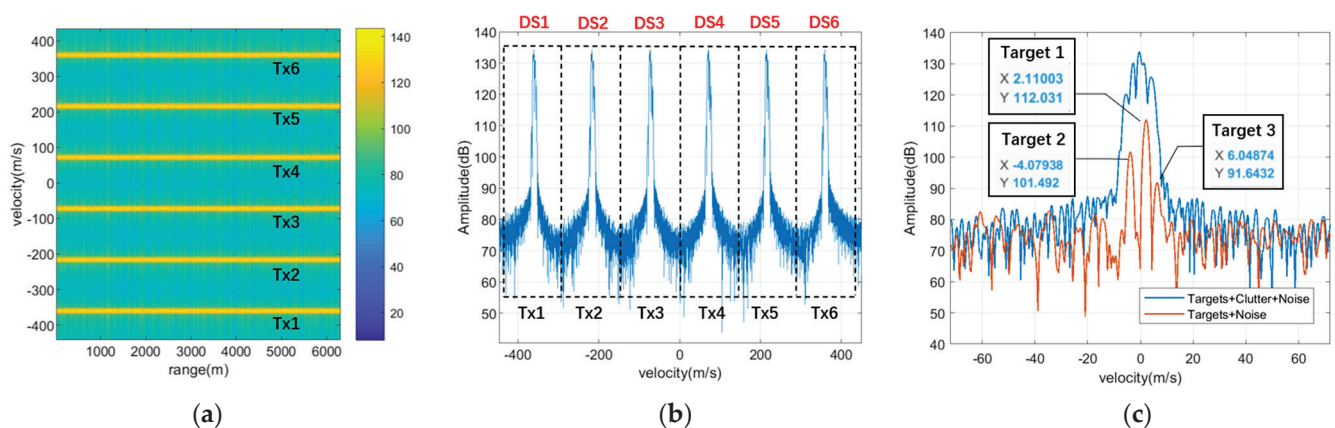 400
300
200
100
0
-100
-200
-300
-400
velocity(m/s)
1000 2000 3000 4000 5000 6000
range(m)
Tx6
Tx5
Tx4
Tx3
Tx2
Tx1
140
120
100
80
60
40
20
(a)
DS1 DS2 DS3 DS4 DS5 DS6
140
130
120
110
100
90
80
70
60
50
Amplitude(dB)
Tx1 Tx2 Tx3 Tx4 Tx5 Tx6
-400 -200 0 200 400
velocity(m/s)
(b)
140
130
120
110
100
90
80
70
60
50
40
Amplitude(dB)
Target 1
X 2.11003
Y 112.031
Target 2
X -4.07938
Y 101.492
Target 3
X 6.04874
Y 91.6432
Targets+Clutter+Noise
Targets+Noise
-60 -40 -20 0 20 40 60
velocity(m/s)
(c)